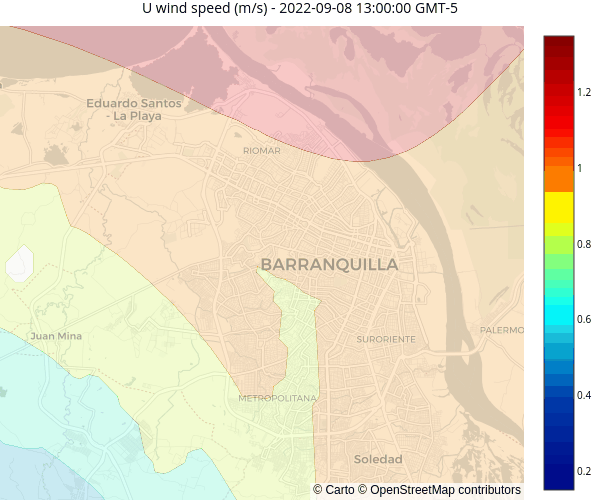 U wind speed (m/s) - 2022-09-08 13:00:00 GMT-5
Eduardo Santos
- La Playa
RIOMAR
BARRANQUILLA
Juan Mina
SURORIENTE
PALERMO
METROPOLITANA
Soledad
© Carto © OpenStreetMap contributors
1.2
1
0.8
0.6
0.4
0.2